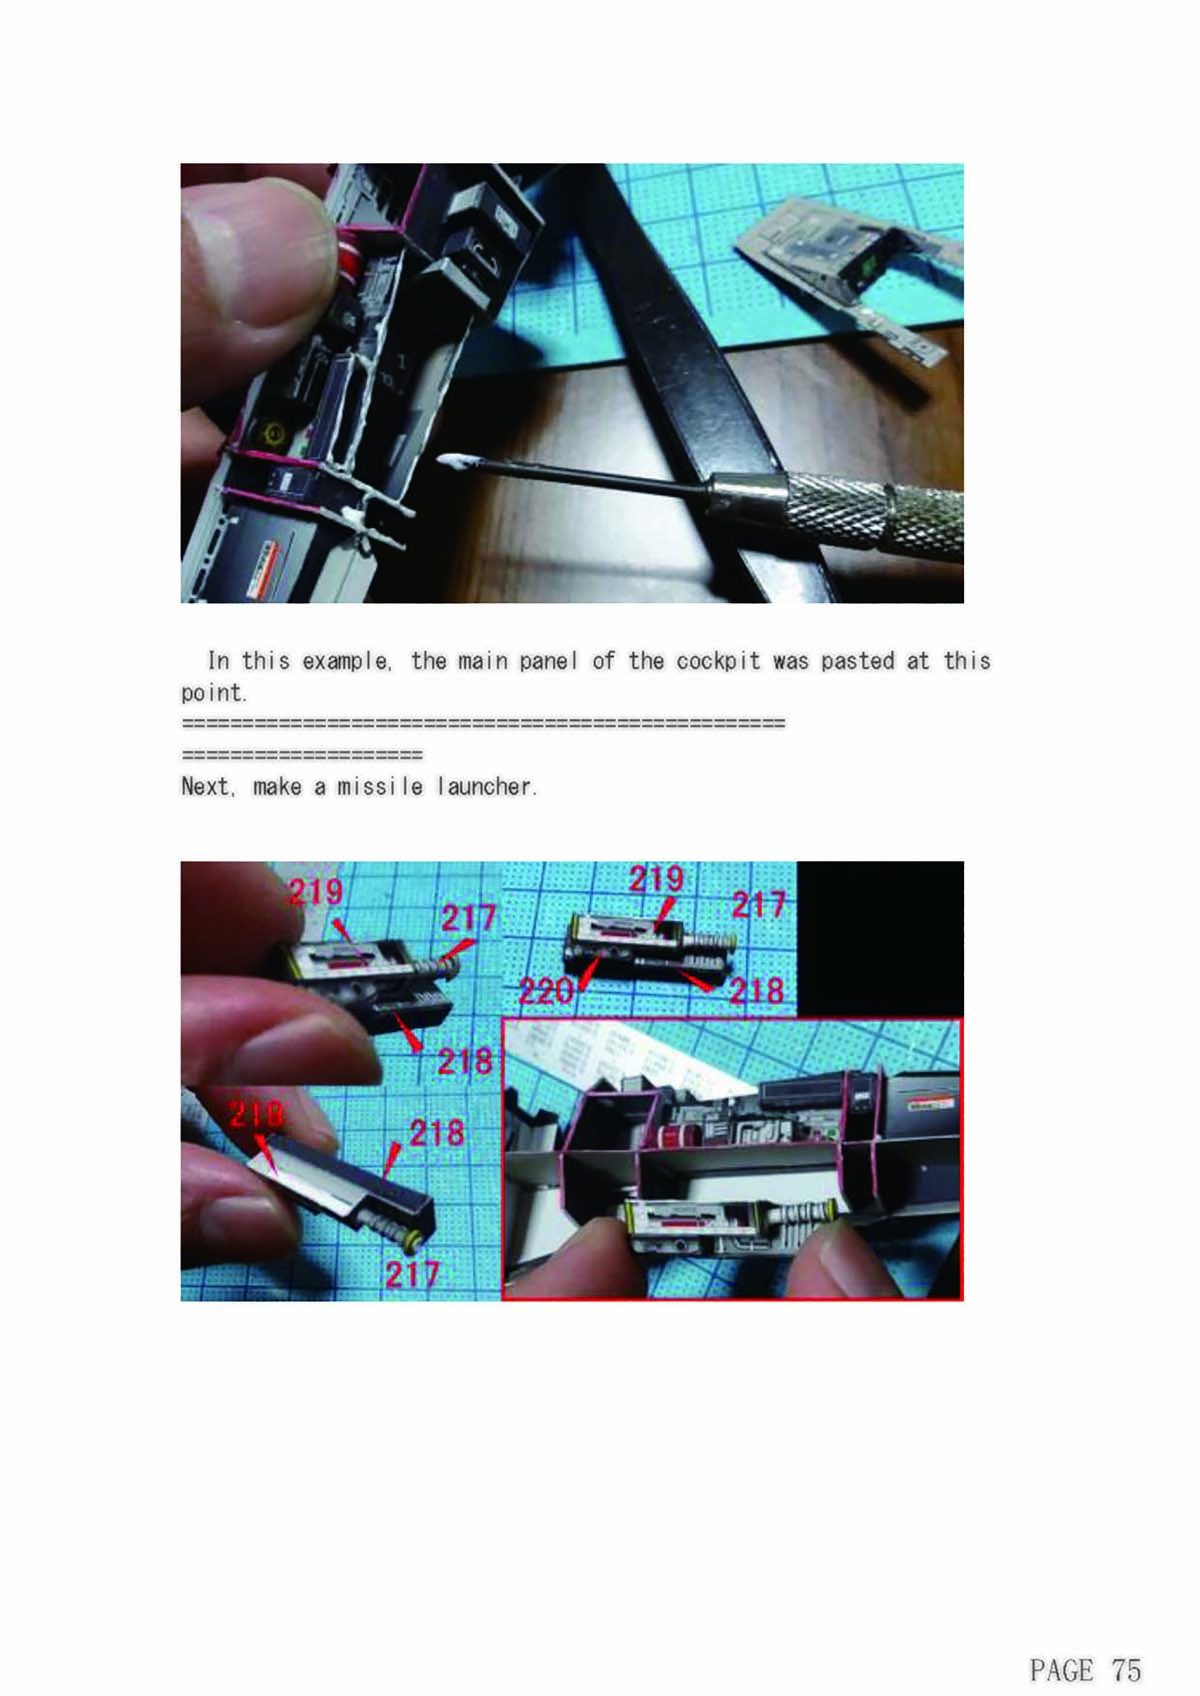 In this example, the main panel of the cockpit was pasted at this
point.
==================================================
====================
Next, make a missile launcher.
219
217
218
219
217
220
218
218
217
PAGE 75